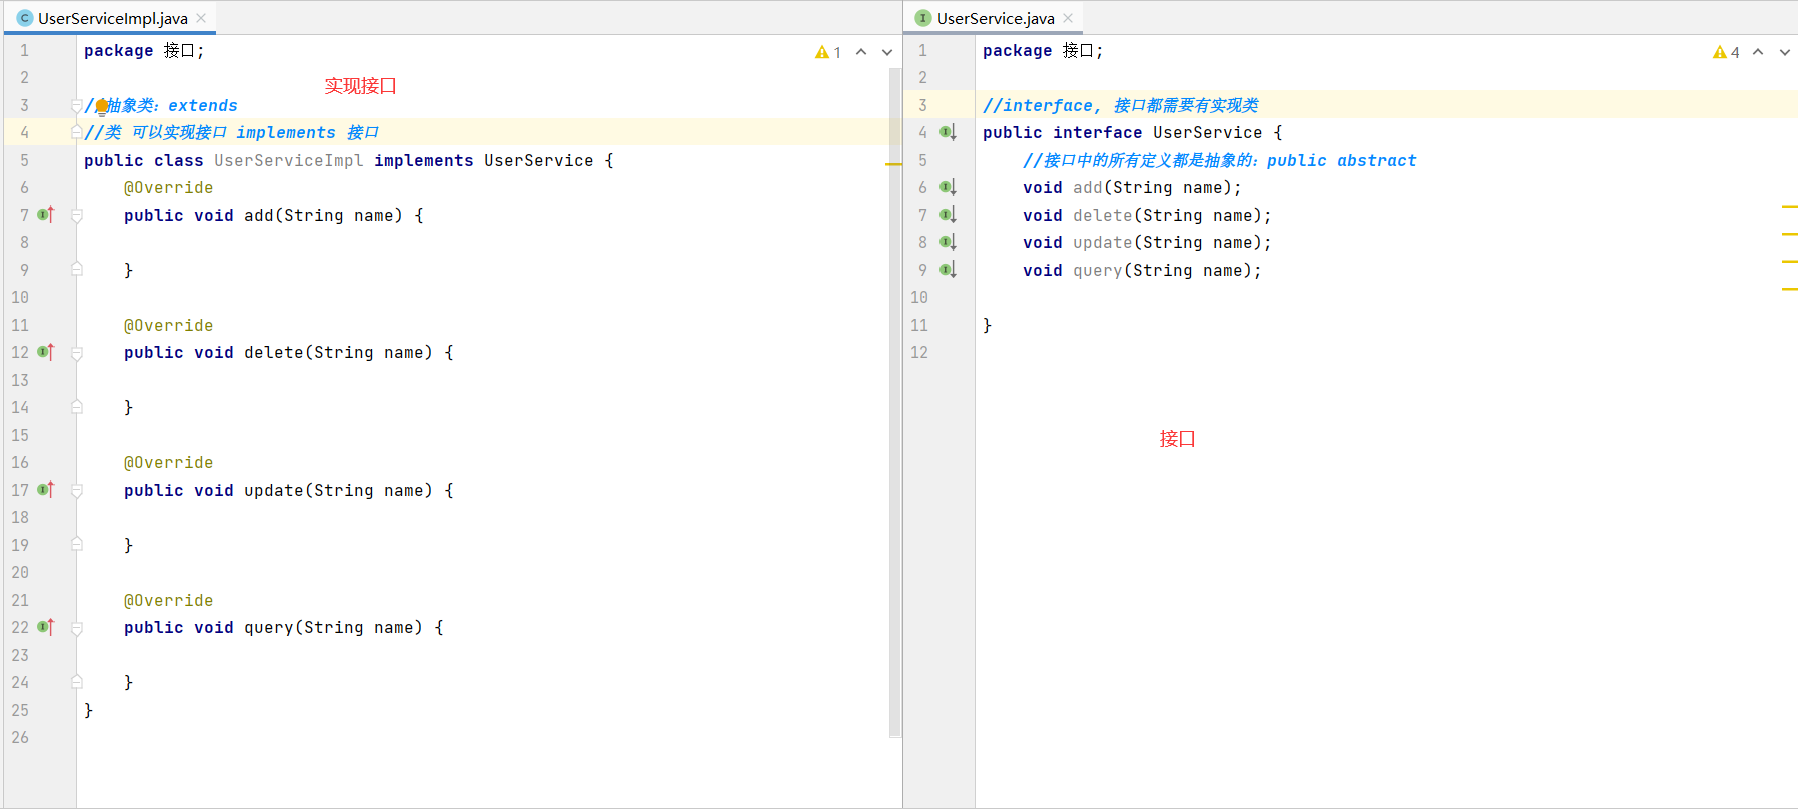 UserServiceImpl.java
1 package 接口;
1
2
实现接口
3 //抽象类：extends
4 //类 可以实现接口 implements 接口
5 public class UserServiceImpl implements UserService {
6 @Override
7 public void add(String name) {
8
9 }
10
11 @Override
12 public void delete(String name) {
13
14 }
15
16 @Override
17 public void update(String name) {
18
19 }
20
21 @Override
22 public void query(String name) {
23
24 }
25 }
26
UserService.java
1 package 接口;
4
2
3 //interface, 接口都需要有实现类
4 public interface UserService {
5 //接口中的所有定义都是抽象的：public abstract
6 void add(String name);
7 void delete(String name);
8 void update(String name);
9 void query(String name);
10
11 }
12
接口